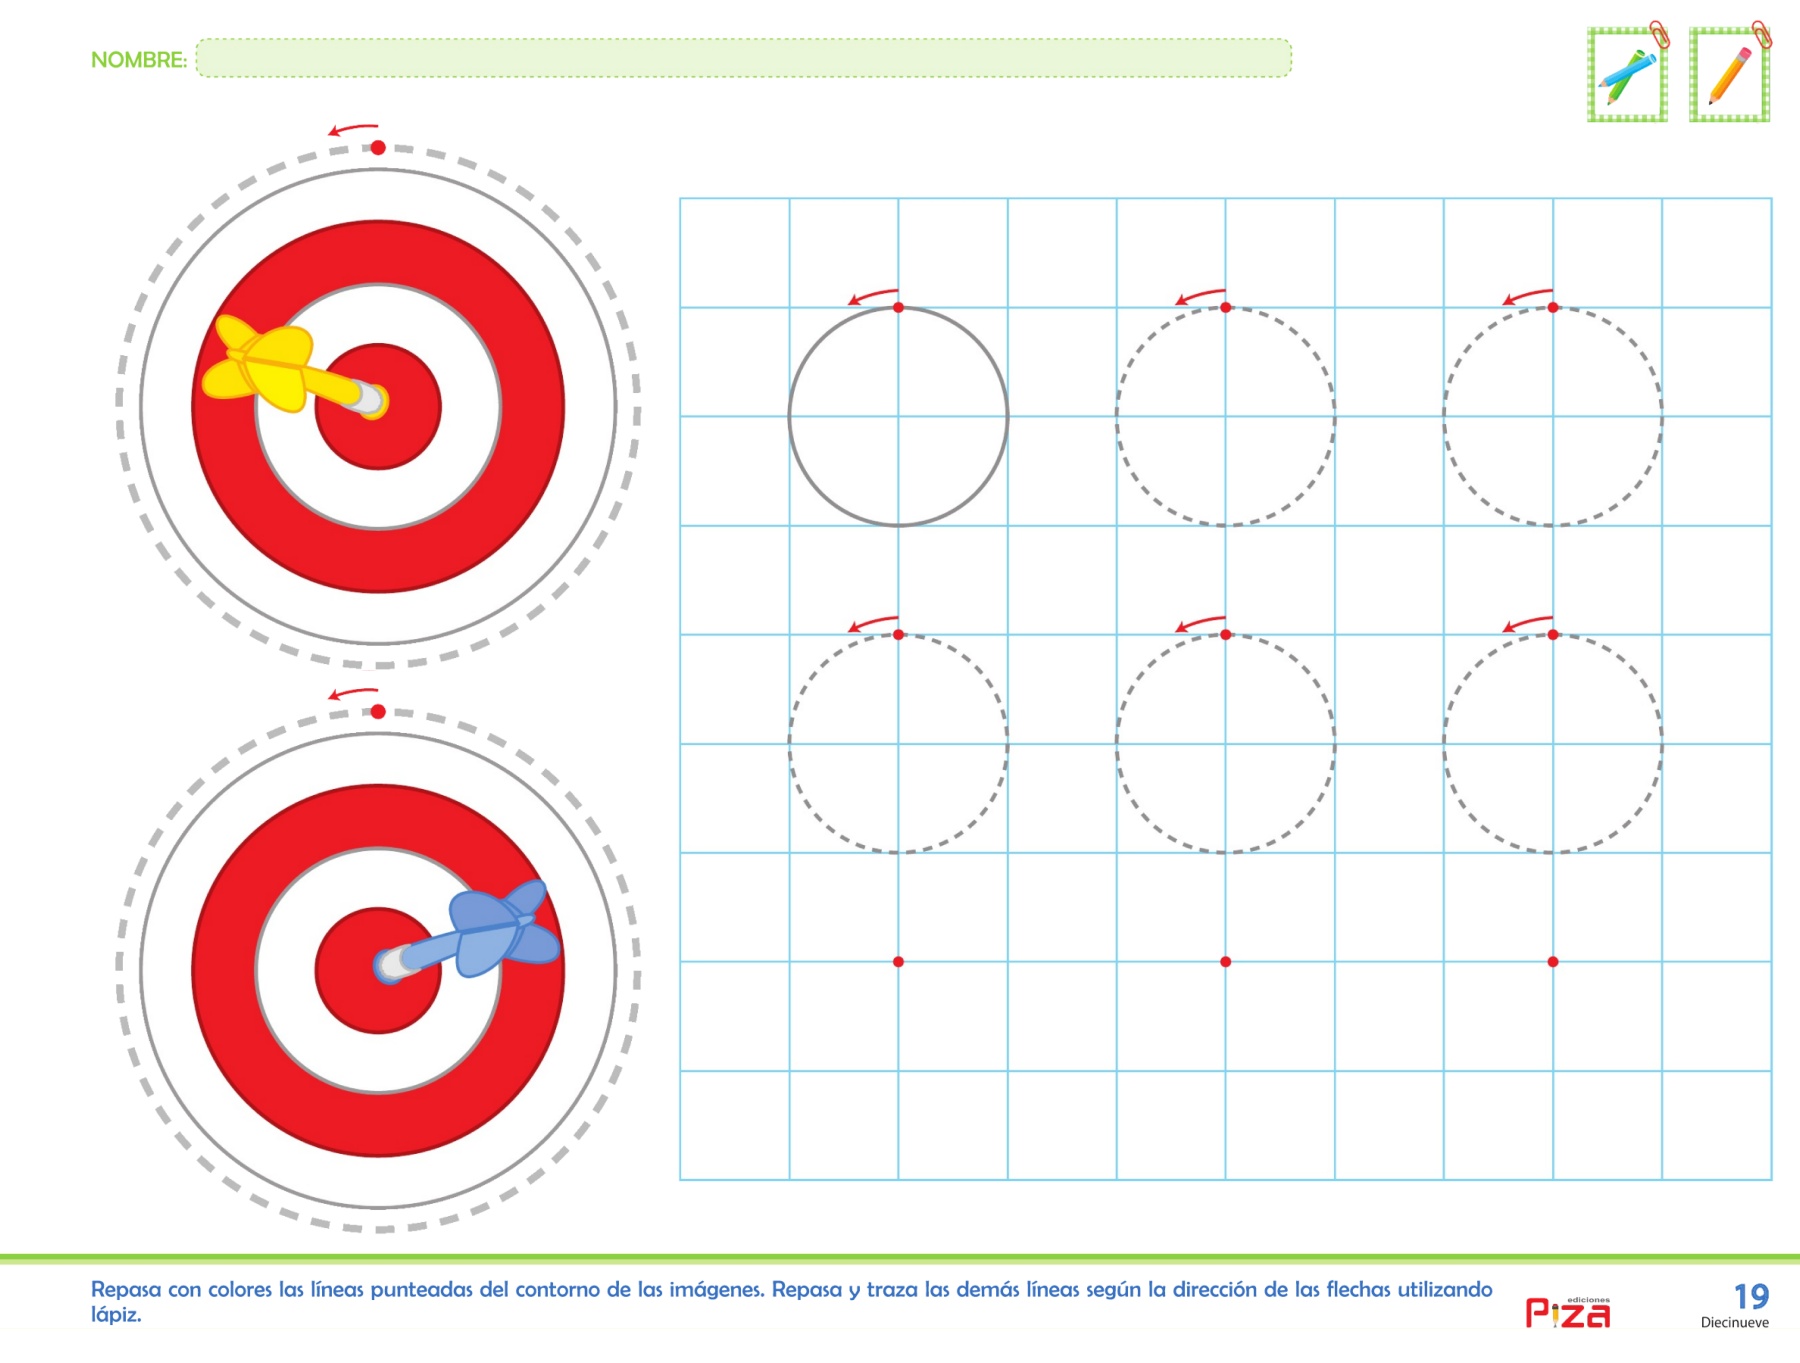 NOMBRE:
Repasa con colores las líneas punteadas del contorno de las imágenes. Repasa y traza las demás líneas según la dirección de las flechas utilizando
lápiz.
ediciones
Piza
19
Diecinueve